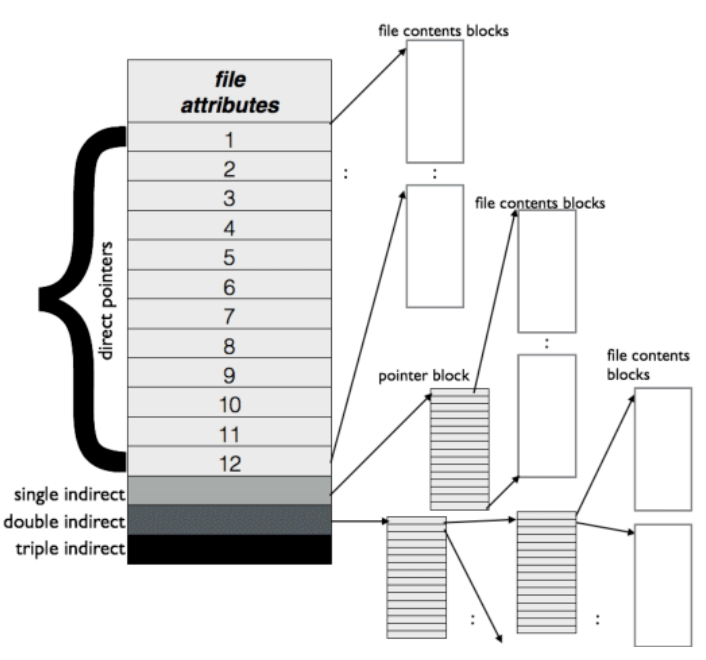 file contents blocks
file
attributes
1
2
3
4
5
6
7
8
9
10
11
12
direct pointers
:
:
file contents blocks
:
file contents
blocks
pointer block
single indirect
double indirect
triple indirect
:
: